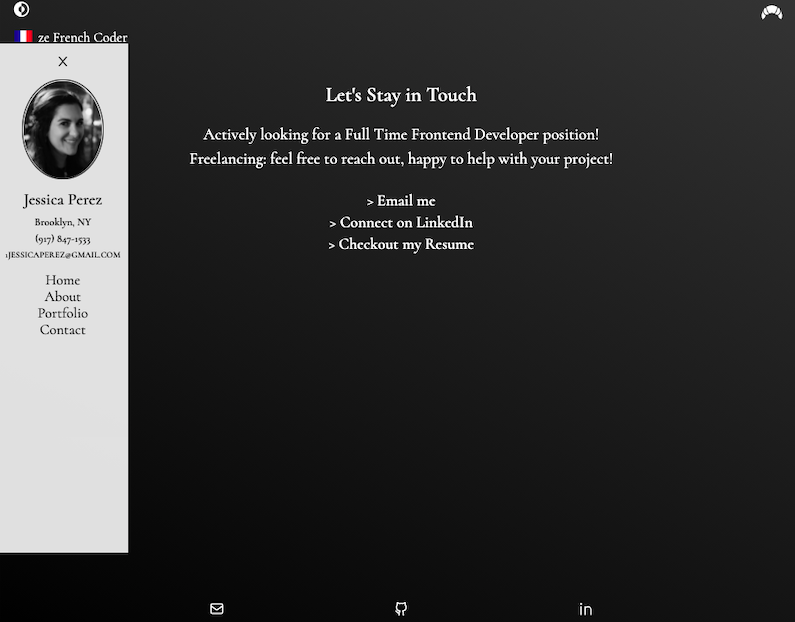 ze French Coder
X
Jessica Perez
Brooklyn, NY
(917) 847-1533
1JESSICAPEREZ@GMAIL.COM
Home
About
Portfolio
Contact
Let's Stay in Touch
Actively looking for a Full Time Frontend Developer position!
Freelancing: feel free to reach out, happy to help with your project!
> Email me
> Connect on LinkedIn
> Checkout my Resume
in